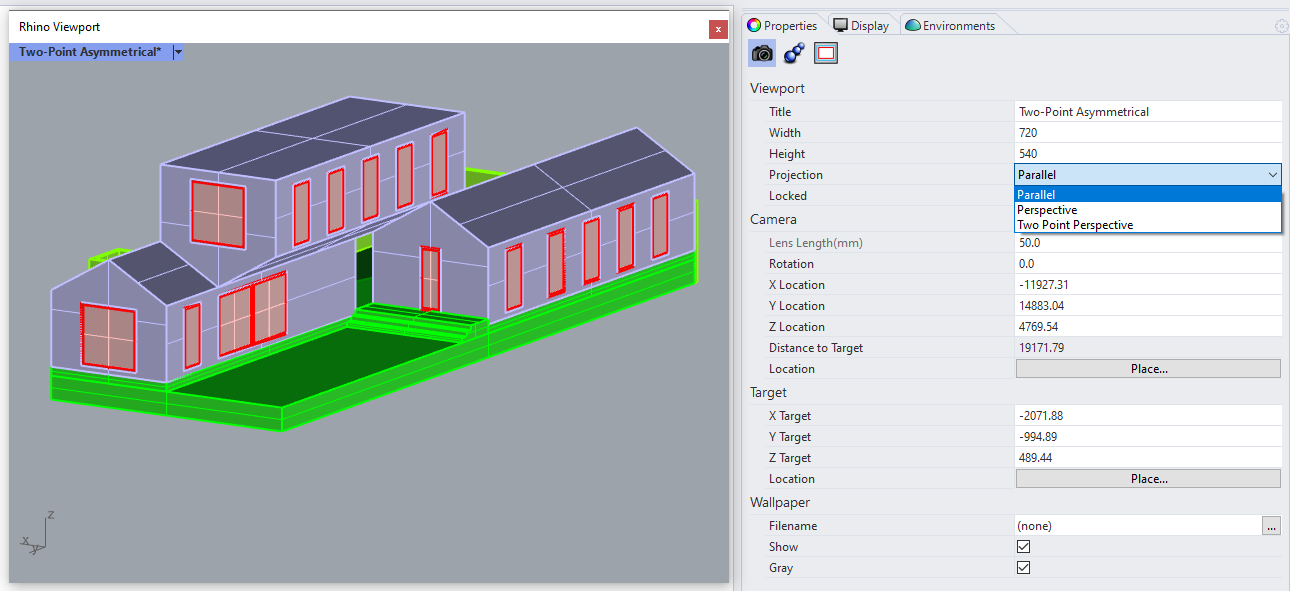 Rhino Viewport
x
Two-Point Asymmetrical*
z
x
y
Properties Display Environments
Viewport
Title Two-Point Asymmetrical
Width 720
Height 540
Projection Parallel
Locked Parallel
Perspective
Camera Two Point Perspective
Lens Length(mm) 50.0
Rotation 0.0
X Location -11927.31
Y Location 14883.04
Z Location 4769.54
Distance to Target 19171.79
Location Place...
Target
X Target -2071.88
Y Target -994.89
Z Target 489.44
Location Place...
Wallpaper
Filename (none) ...
Show
Gray